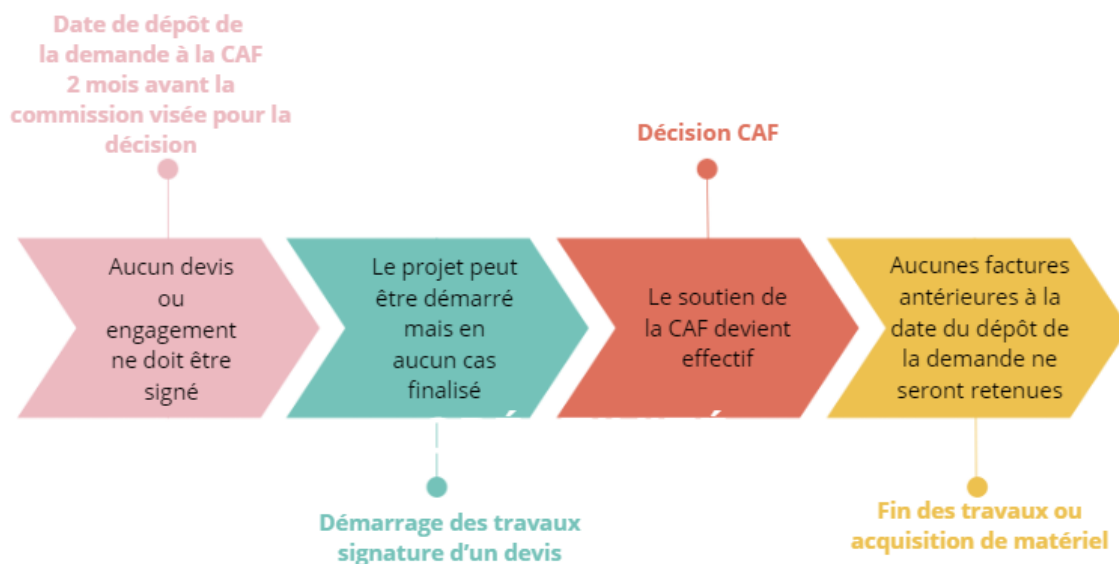 Date de dépôt de
la demande à la CAF
2 mois avant la
commission visée pour la
décision
Décision CAF
Aucun devis
ou
engagement
ne doit être
signé
Le projet peut
être démarré
mais en
aucun cas
finalisé
Le soutien de
la CAF devient
effectif
Aucunes factures
antérieures à la
date du dépôt de
la demande ne
seront retenues
Démarrage des travaux
signature d’un devis
Fin des travaux ou
acquisition de matériel